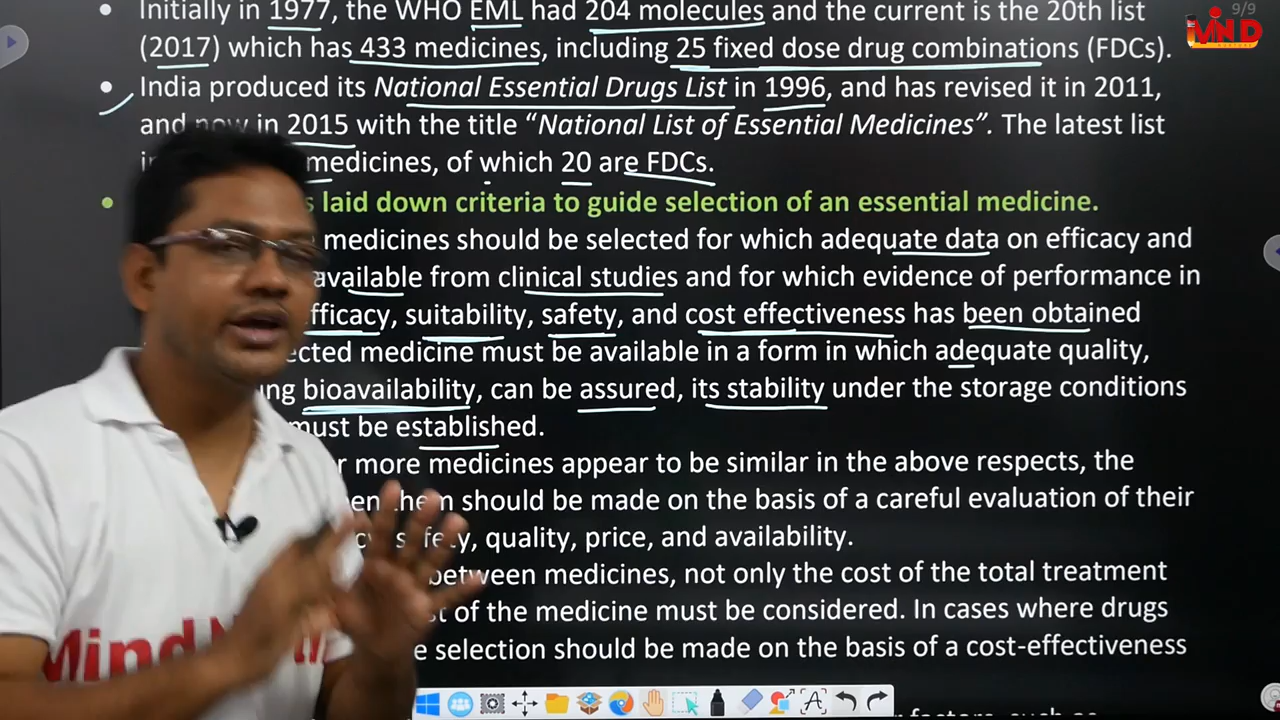 Initially in 1977, the WHO EML had 204 molecules and the current is the 20th list
(2017) which has 433 medicines, including 25 fixed dose drug combinations (FDCs).
India produced its National Essential Drugs List in 1996, and has revised it in 2011,
and now in 2015 with the title “National List of Essential Medicines”. The latest list
medicines, of which 20 are FDCs.
laid down criteria to guide selection of an essential medicine.
medicines should be selected for which adequate data on efficacy and
available from clinical studies and for which evidence of performance in
efficacy, suitability, safety, and cost effectiveness has been obtained
medicine must be available in a form in which adequate quality,
bioavailability, can be assured, its stability under the storage conditions
must be established.
more medicines appear to be similar in the above respects, the
them should be made on the basis of a careful evaluation of their
safety, quality, price, and availability.
between medicines, not only the cost of the total treatment
of the medicine must be considered. In cases where drugs
selection should be made on the basis of a cost-effectiveness
9/9
MIND
Mind